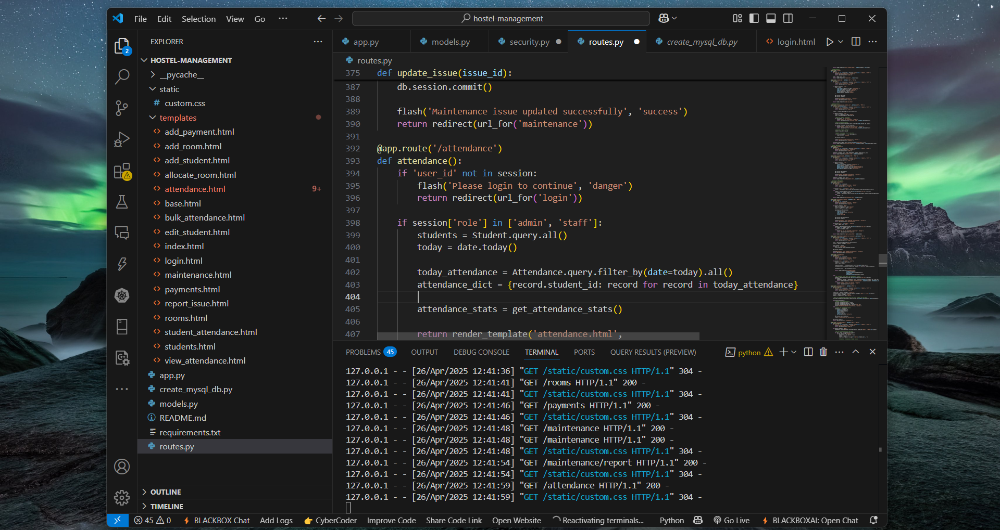 File Edit Selection View Go ··· hostel-management
EXPLORER ···
2
HOSTEL-MANAGEMENT
__pycache__
static
# custom.css
templates
<> add_payment.html
<> add_room.html
<> add_student.html
<> allocate_room.html
<> attendance.html 9+
<> base.html
<> bulk_attendance.html
<> edit_student.html
<> index.html
<> login.html
<> maintenance.html
<> payments.html
<> report_issue.html
<> rooms.html
<> student_attendance.html
<> students.html
<> view_attendance.html
app.py
create_mysql_db.py
models.py
README.md
requirements.txt
routes.py
OUTLINE
TIMELINE
app.py models.py security.py routes.py create_mysql_db.py <> login.html
routes.py
375 def update_issue(issue_id):
387 db.session.commit()
388
389 flash('Maintenance issue updated successfully', 'success')
390 return redirect(url_for('maintenance'))
391
392 @app.route('/attendance')
393 def attendance():
394 if 'user_id' not in session:
395 flash('Please login to continue', 'danger')
396 return redirect(url_for('login'))
397
398 if session['role'] in ['admin', 'staff']:
399 students = Student.query.all()
400 today = date.today()
401
402 today_attendance = Attendance.query.filter_by(date=today).all()
403 attendance_dict = {record.student_id: record for record in today_attendance}
404
405 attendance_stats = get_attendance_stats()
406
407 return render_template('attendance.html',
PROBLEMS 45 OUTPUT DEBUG CONSOLE TERMINAL PORTS QUERY RESULTS (PREVIEW) python
127.0.0.1 - - [26/Apr/2025 12:41:36] "GET /static/custom.css HTTP/1.1" 304 -
127.0.0.1 - - [26/Apr/2025 12:41:41] "GET /rooms HTTP/1.1" 200 -
127.0.0.1 - - [26/Apr/2025 12:41:41] "GET /static/custom.css HTTP/1.1" 304 -
127.0.0.1 - - [26/Apr/2025 12:41:46] "GET /payments HTTP/1.1" 200 -
127.0.0.1 - - [26/Apr/2025 12:41:46] "GET /static/custom.css HTTP/1.1" 304 -
127.0.0.1 - - [26/Apr/2025 12:41:48] "GET /maintenance HTTP/1.1" 200 -
127.0.0.1 - - [26/Apr/2025 12:41:48] "GET /maintenance HTTP/1.1" 200 -
127.0.0.1 - - [26/Apr/2025 12:41:48] "GET /static/custom.css HTTP/1.1" 304 -
127.0.0.1 - - [26/Apr/2025 12:41:54] "GET /maintenance/report HTTP/1.1" 200 -
127.0.0.1 - - [26/Apr/2025 12:41:54] "GET /static/custom.css HTTP/1.1" 304 -
127.0.0.1 - - [26/Apr/2025 12:41:59] "GET /attendance HTTP/1.1" 200 -
127.0.0.1 - - [26/Apr/2025 12:41:59] "GET /static/custom.css HTTP/1.1" 304 -
45 0 BLACKBOX Chat Add Logs CyberCoder Improve Code Share Code Link Open Website Reactivating terminals... Python Go Live BLACKBOXAI: Open Chat